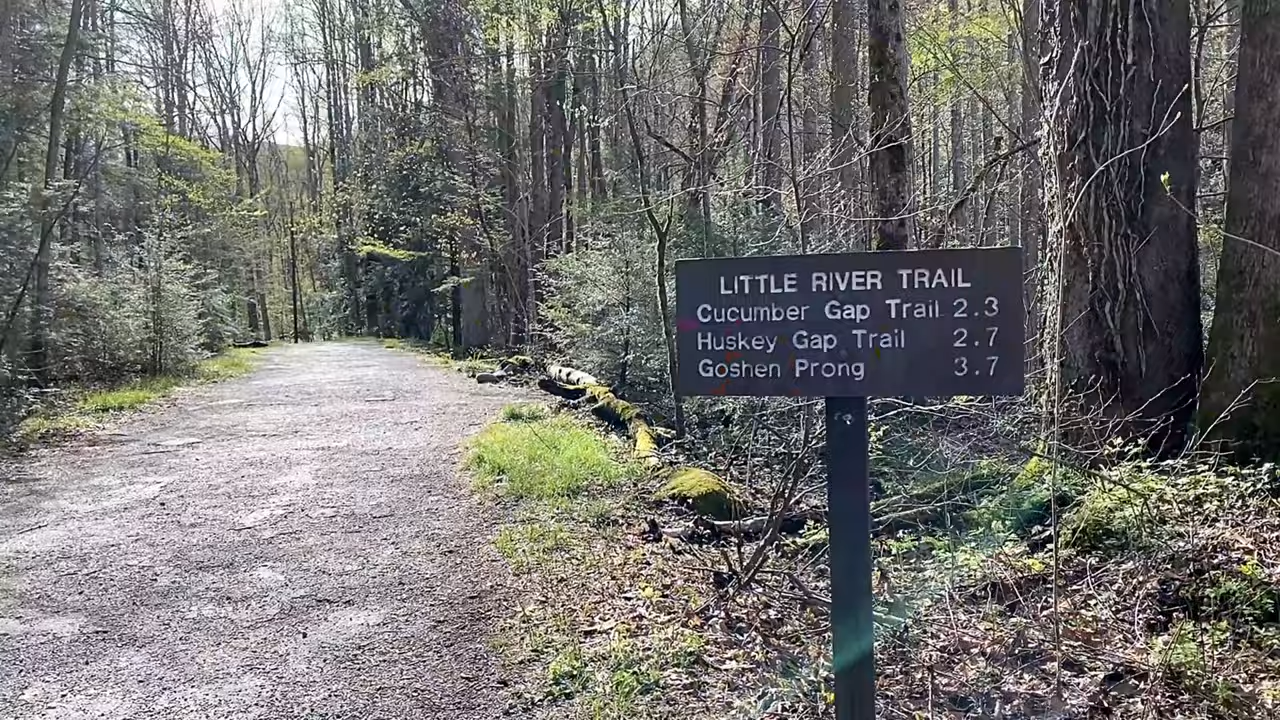 LITTLE RIVER TRAIL
Cucumber Gap Trail 2.3
Huskey Gap Trail 2.7
Goshen Prong 3.7